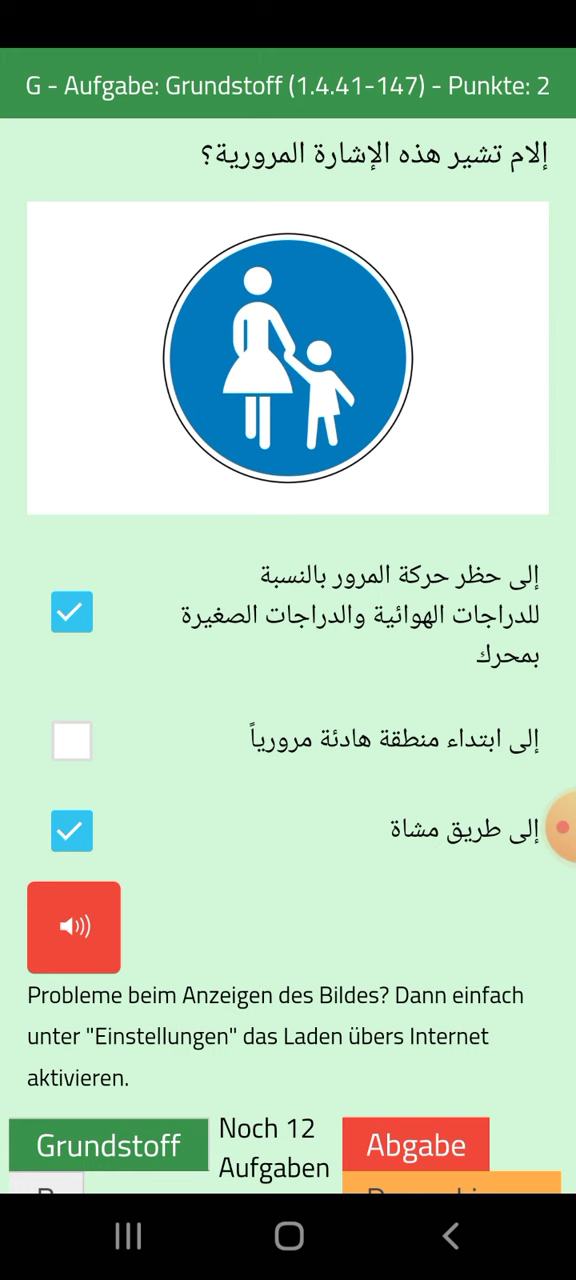 G - Aufgabe: Grundstoff (1.4.41-147) - Punkte: 2
إلام تشير هذه الإشارة المرورية؟
إلى حظر حركة المرور بالنسبة
للدراجات الهوائية والدراجات الصغيرة
بمحرك
إلى ابتداء منطقة هادئة مرورياً
إلى طريق مشاة
Probleme beim Anzeigen des Bildes? Dann einfach
unter "Einstellungen" das Laden übers Internet
aktivieren.
Grundstoff
Noch 12
Aufgaben
Abgabe